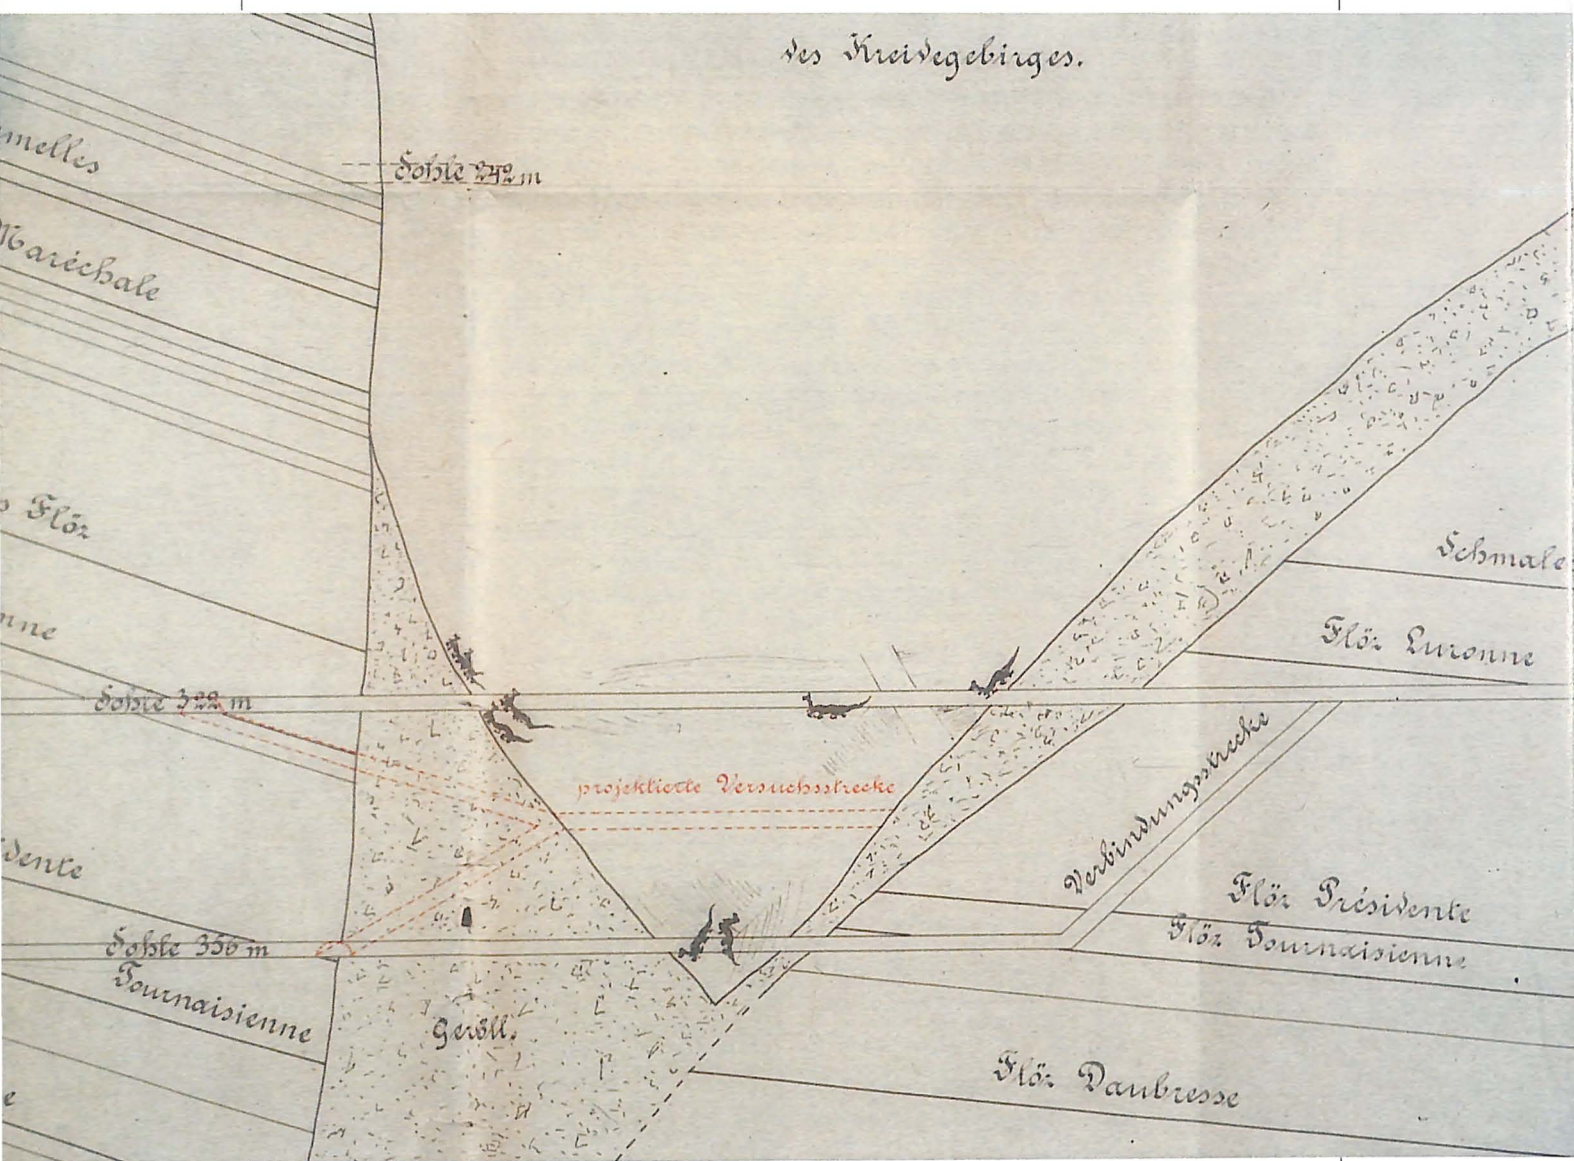 des Kreidegebirges.
melles
Sohle 242 m
Maréchale
Flöz
Schmale
nne
Flöz Luronne
Sohle 322 m
Verbindungsstrecke
projektierte Versuchsstrecke
dente
Flöz Présidente
Flöz Tournaisienne
Sohle 356 m
Tournaisienne
Geröll.
Flöz Daubresse
e